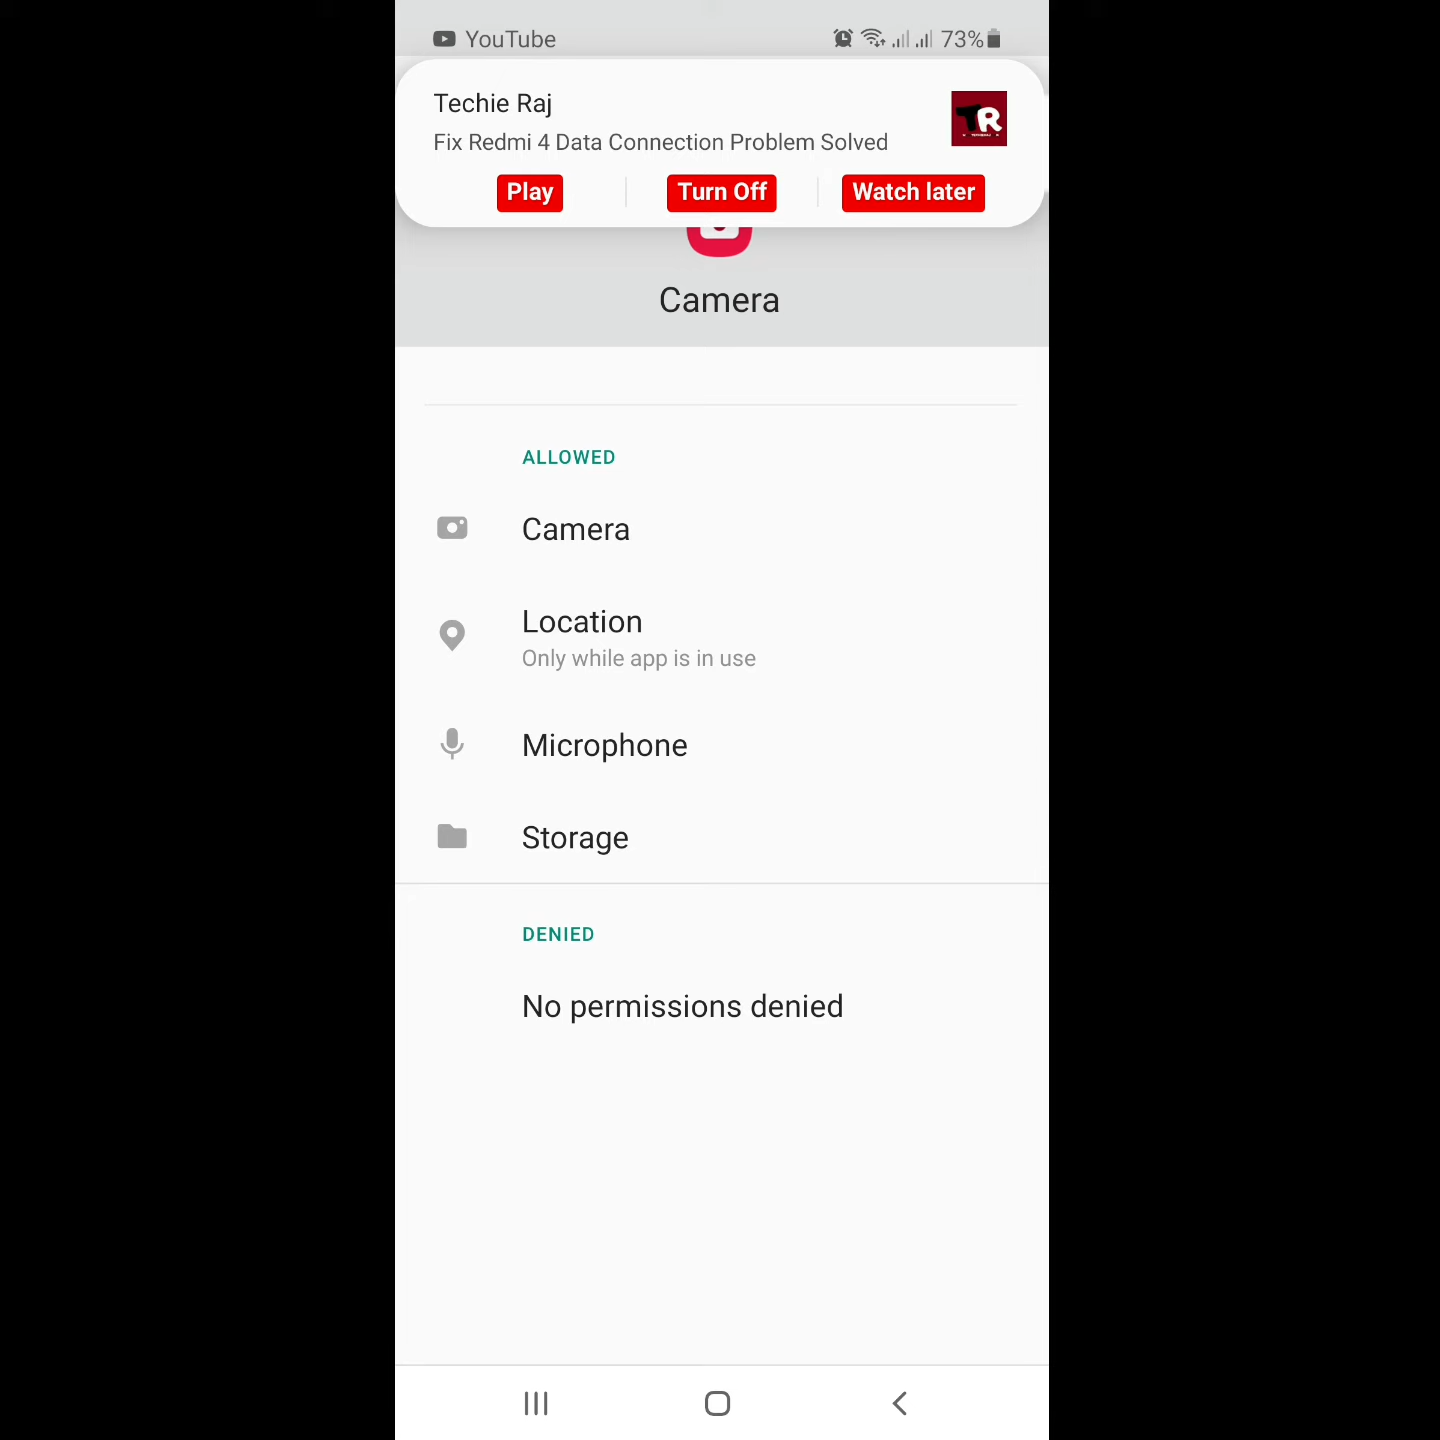 YouTube
73%
Techie Raj
Fix Redmi 4 Data Connection Problem Solved
TR
Play
Turn Off
Watch later
Camera
ALLOWED
Camera
Location
Only while app is in use
Microphone
Storage
DENIED
No permissions denied